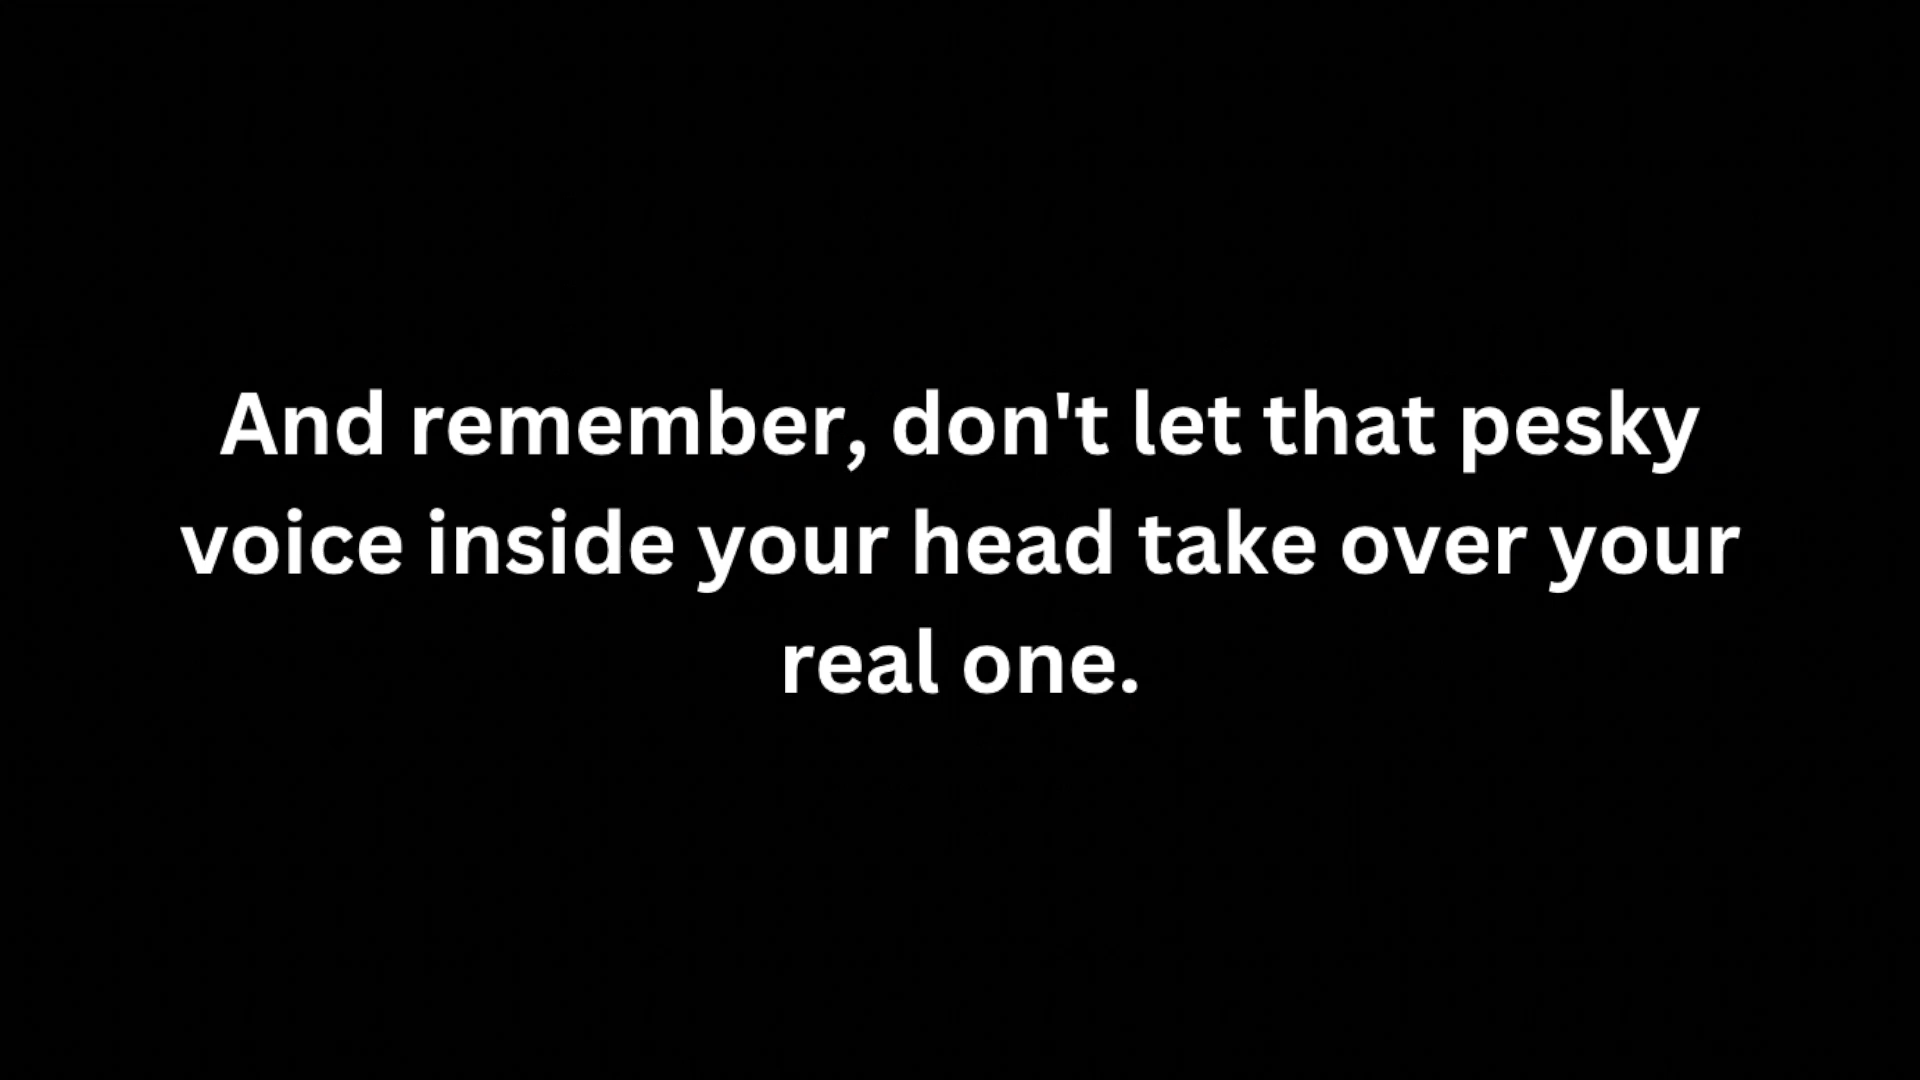 And remember, don't let that pesky
voice inside your head take over your
real one.